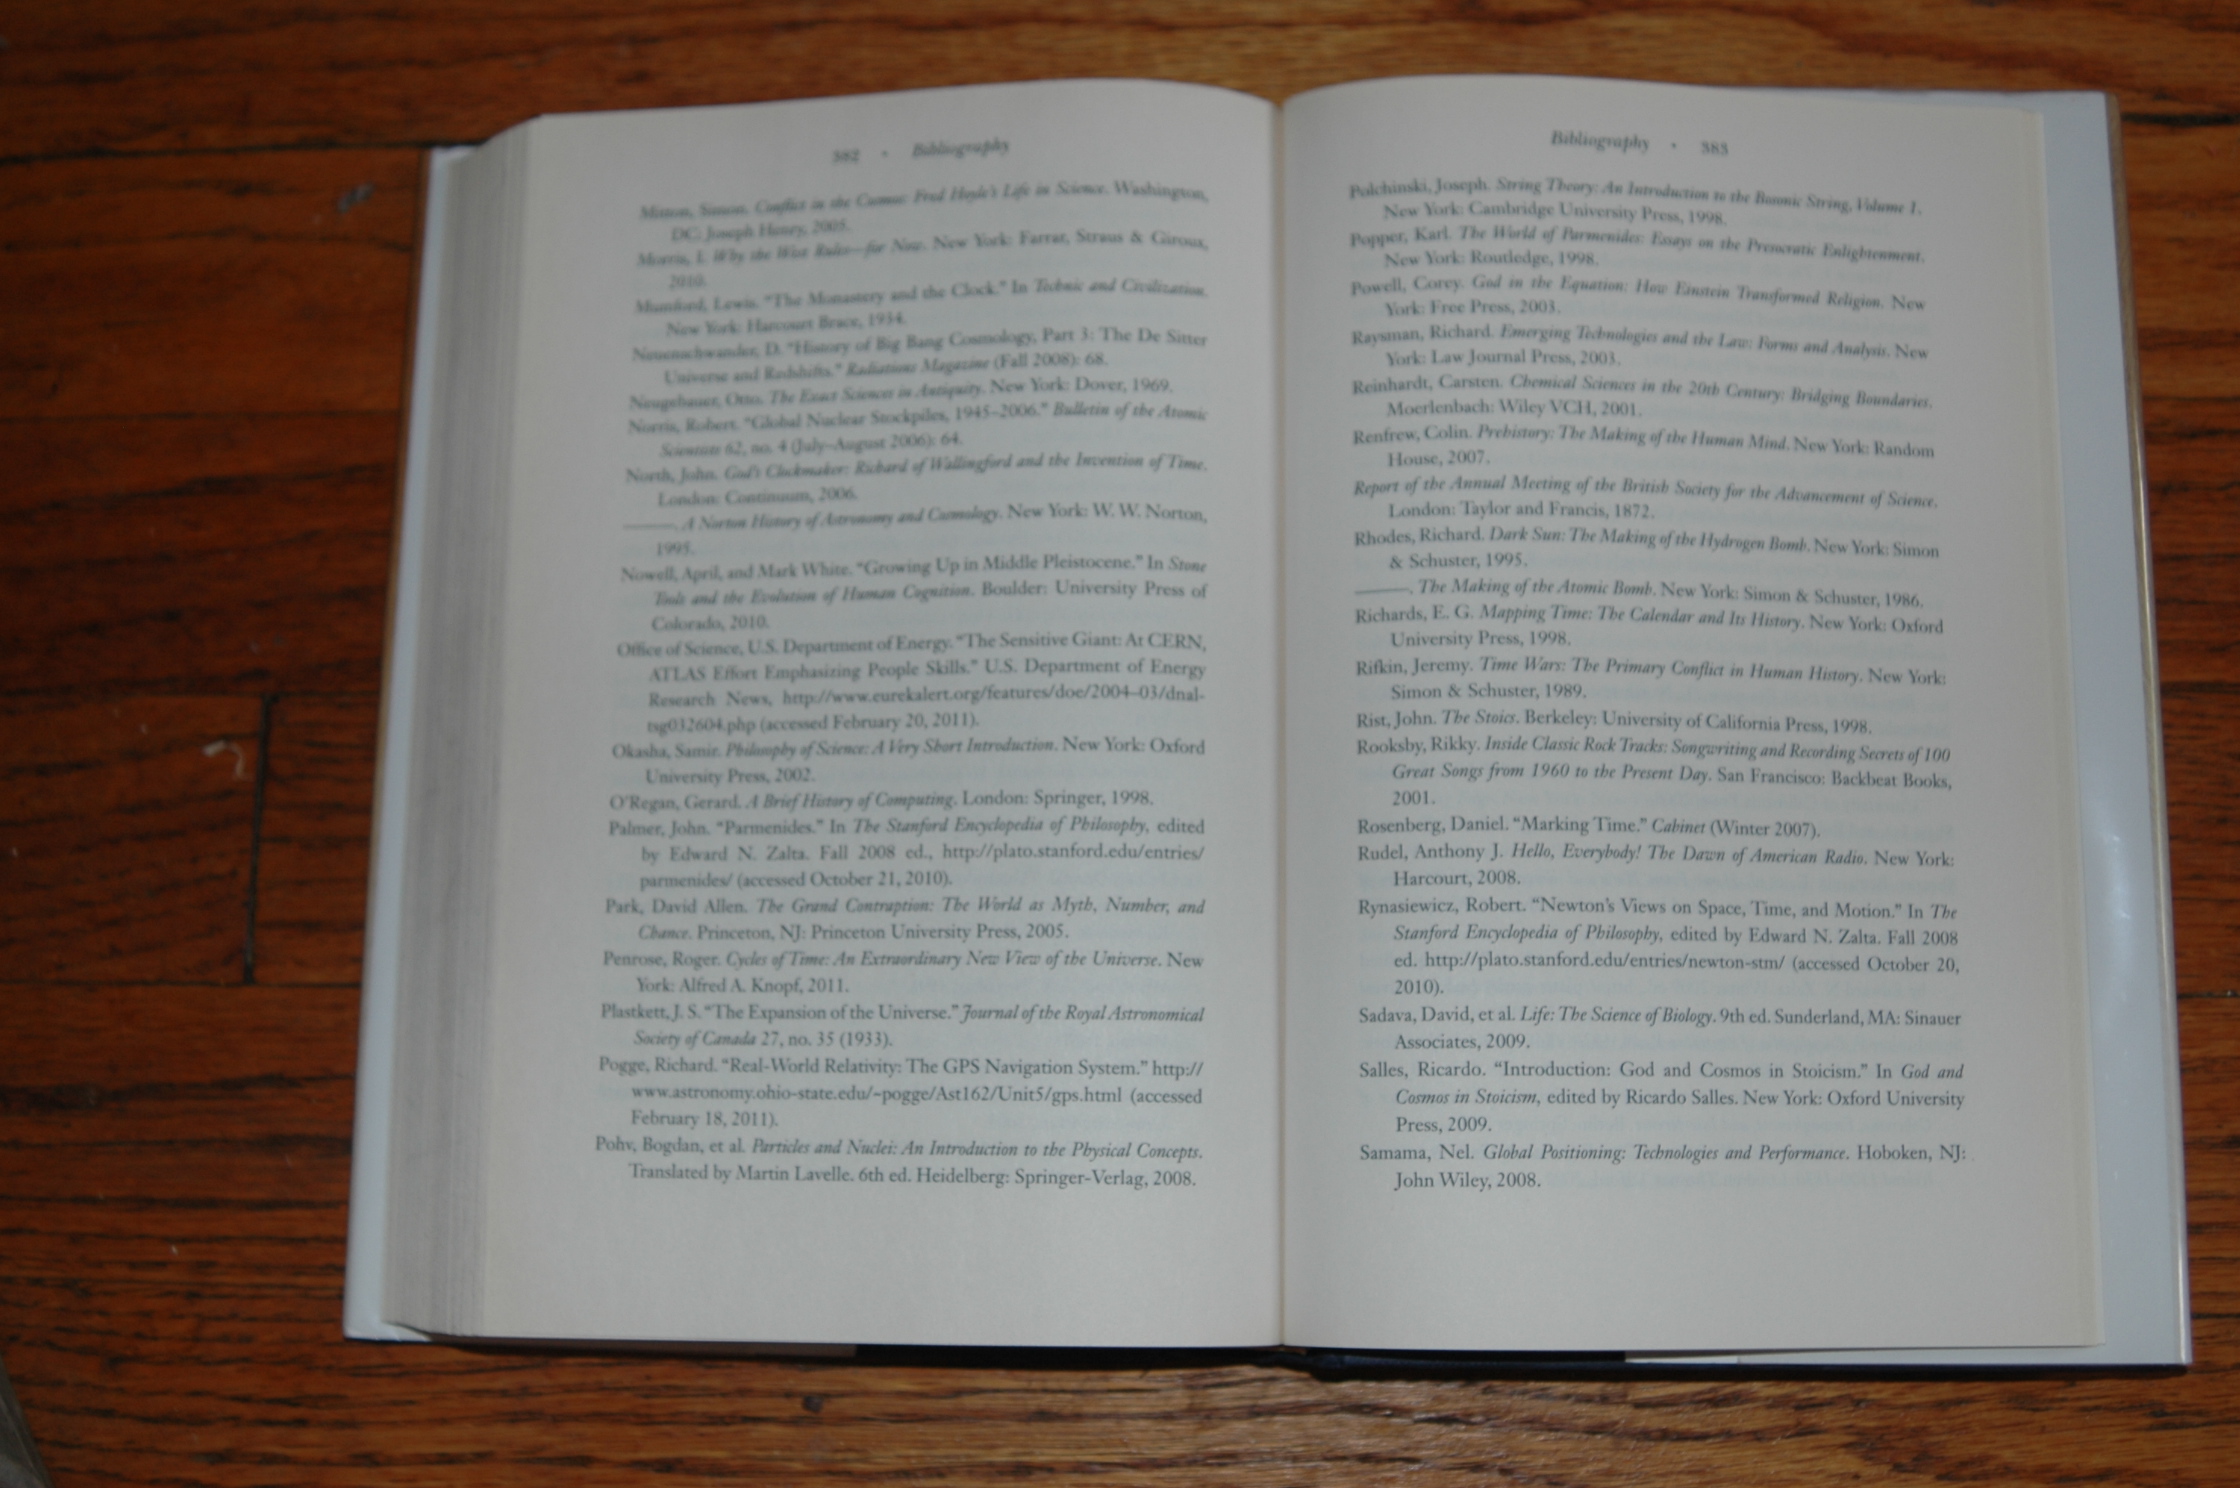 382 • Bibliography
Mitton, Simon. Conflict in the Cosmos: Fred Hoyle's Life in Science. Washington,
DC: Joseph Henry, 2005.
Morris, I. Why the West Rules—for Now. New York: Farrar, Straus & Giroux,
2010.
Mumford, Lewis. "The Monastery and the Clock." In Technic and Civilization.
New York: Harcourt Brace, 1934.
Neuenschwander, D. "History of Big Bang Cosmology, Part 3: The De Sitter
Universe and Redshifts." Radiant Magazine (Fall 2008): 68.
Neugebauer, Otto. The Exact Sciences in Antiquity. New York: Dover, 1969.
Norris, Robert. "Global Nuclear Stockpiles, 1945–2006." Bulletin of the Atomic
Scientist 62, no. 4 (July–August 2006): 64.
North, John. God's Clockmaker: Richard of Wallingford and the Invention of Time.
London: Continuum, 2006.
———. A Norton History of Astronomy and Cosmology. New York: W. W. Norton,
1995.
Nowell, April, and Mark White. "Growing Up in Middle Pleistocene." In Stone
Tools and the Evolution of Human Cognition. Boulder: University Press of
Colorado, 2010.
Office of Science, U.S. Department of Energy. "The Sensitive Giant: At CERN,
ATLAS Effort Emphasizing People Skills." U.S. Department of Energy
Research News, http://www.eurekalert.org/features/doe/2004-03/dnal-
tsg032604.php (accessed February 20, 2011).
Okasha, Samir. Philosophy of Science: A Very Short Introduction. New York: Oxford
University Press, 2002.
O'Regan, Gerard. A Brief History of Computing. London: Springer, 1998.
Palmer, John. "Parmenides." In The Stanford Encyclopedia of Philosophy, edited
by Edward N. Zalta. Fall 2008 ed., http://plato.stanford.edu/entries/
parmenides/ (accessed October 21, 2010).
Park, David Allen. The Grand Contraption: The World as Myth, Number, and
Chance. Princeton, NJ: Princeton University Press, 2005.
Penrose, Roger. Cycles of Time: An Extraordinary New View of the Universe. New
York: Alfred A. Knopf, 2011.
Plaskett, J. S. "The Expansion of the Universe." Journal of the Royal Astronomical
Society of Canada 27, no. 35 (1933).
Pogge, Richard. "Real-World Relativity: The GPS Navigation System." http://
www.astronomy.ohio-state.edu/~pogge/Ast162/Unit5/gps.html (accessed
February 18, 2011).
Pohv, Bogdan, et al. Particles and Nuclei: An Introduction to the Physical Concepts.
Translated by Martin Lavelle. 6th ed. Heidelberg: Springer-Verlag, 2008.
Bibliography • 383
Polchinski, Joseph. String Theory: An Introduction to the Bosonic String, Volume 1.
New York: Cambridge University Press, 1998.
Popper, Karl. The World of Parmenides: Essays on the Presocratic Enlightenment.
New York: Routledge, 1998.
Powell, Corey. God in the Equation: How Einstein Transformed Religion. New
York: Free Press, 2003.
Raysman, Richard. Emerging Technologies and the Law: Forms and Analysis. New
York: Law Journal Press, 2003.
Reinhardt, Carsten. Chemical Sciences in the 20th Century: Bridging Boundaries.
Moerlenbach: Wiley VCH, 2001.
Renfrew, Colin. Prehistory: The Making of the Human Mind. New York: Random
House, 2007.
Report of the Annual Meeting of the British Society for the Advancement of Science.
London: Taylor and Francis, 1872.
Rhodes, Richard. Dark Sun: The Making of the Hydrogen Bomb. New York: Simon
& Schuster, 1995.
———. The Making of the Atomic Bomb. New York: Simon & Schuster, 1986.
Richards, E. G. Mapping Time: The Calendar and Its History. New York: Oxford
University Press, 1998.
Rifkin, Jeremy. Time Wars: The Primary Conflict in Human History. New York:
Simon & Schuster, 1989.
Rist, John. The Stoics. Berkeley: University of California Press, 1998.
Rooksby, Rikky. Inside Classic Rock Tracks: Songwriting and Recording Secrets of 100
Great Songs from 1960 to the Present Day. San Francisco: Backbeat Books,
2001.
Rosenberg, Daniel. "Marking Time." Cabinet (Winter 2007).
Rudel, Anthony J. Hello, Everybody! The Dawn of American Radio. New York:
Harcourt, 2008.
Rynasiewicz, Robert. "Newton's Views on Space, Time, and Motion." In The
Stanford Encyclopedia of Philosophy, edited by Edward N. Zalta. Fall 2008
ed. http://plato.stanford.edu/entries/newton-stm/ (accessed October 20,
2010).
Sadava, David, et al. Life: The Science of Biology. 9th ed. Sunderland, MA: Sinauer
Associates, 2009.
Salles, Ricardo. "Introduction: God and Cosmos in Stoicism." In God and
Cosmos in Stoicism, edited by Ricardo Salles. New York: Oxford University
Press, 2009.
Samama, Nel. Global Positioning: Technologies and Performance. Hoboken, NJ:
John Wiley, 2008.